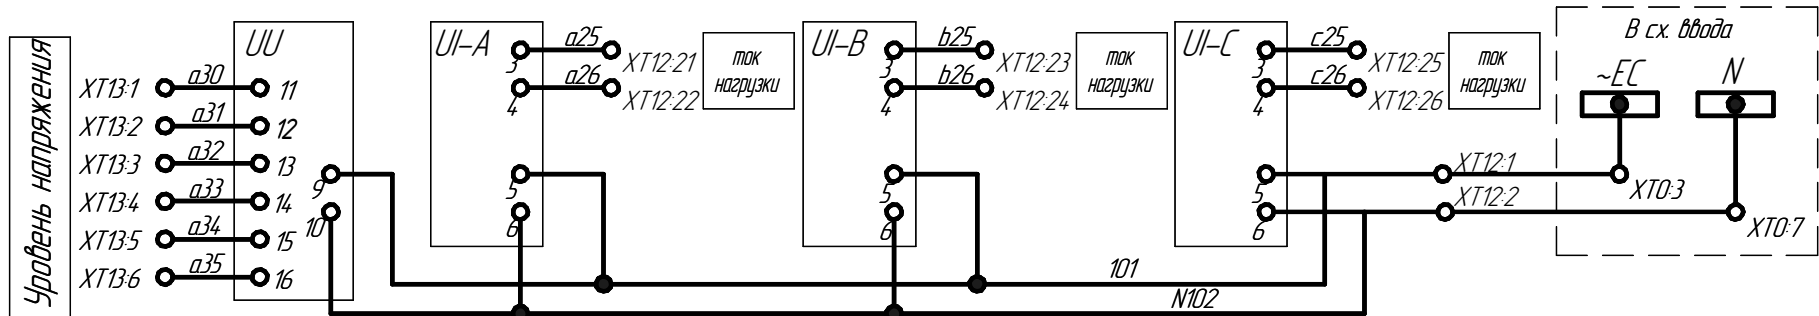 Уровень напряжения
XT13:1 a30 11
XT13:2 a31 12
XT13:3 a32 13
XT13:4 a33 14
XT13:5 a34 15
XT13:6 a35 16
UU
9
10
UI-A
3 a25 XT12:21
4 a26 XT12:22
5
6
ток
нагрузки
UI-B
3 b25 XT12:23
4 b26 XT12:24
5
6
ток
нагрузки
UI-C
3 c25 XT12:25
4 c26 XT12:26
5
6
ток
нагрузки
XT12:1
XT12:2
101
N102
В сх. ввода
~EC N
XT0:3
XT0:7